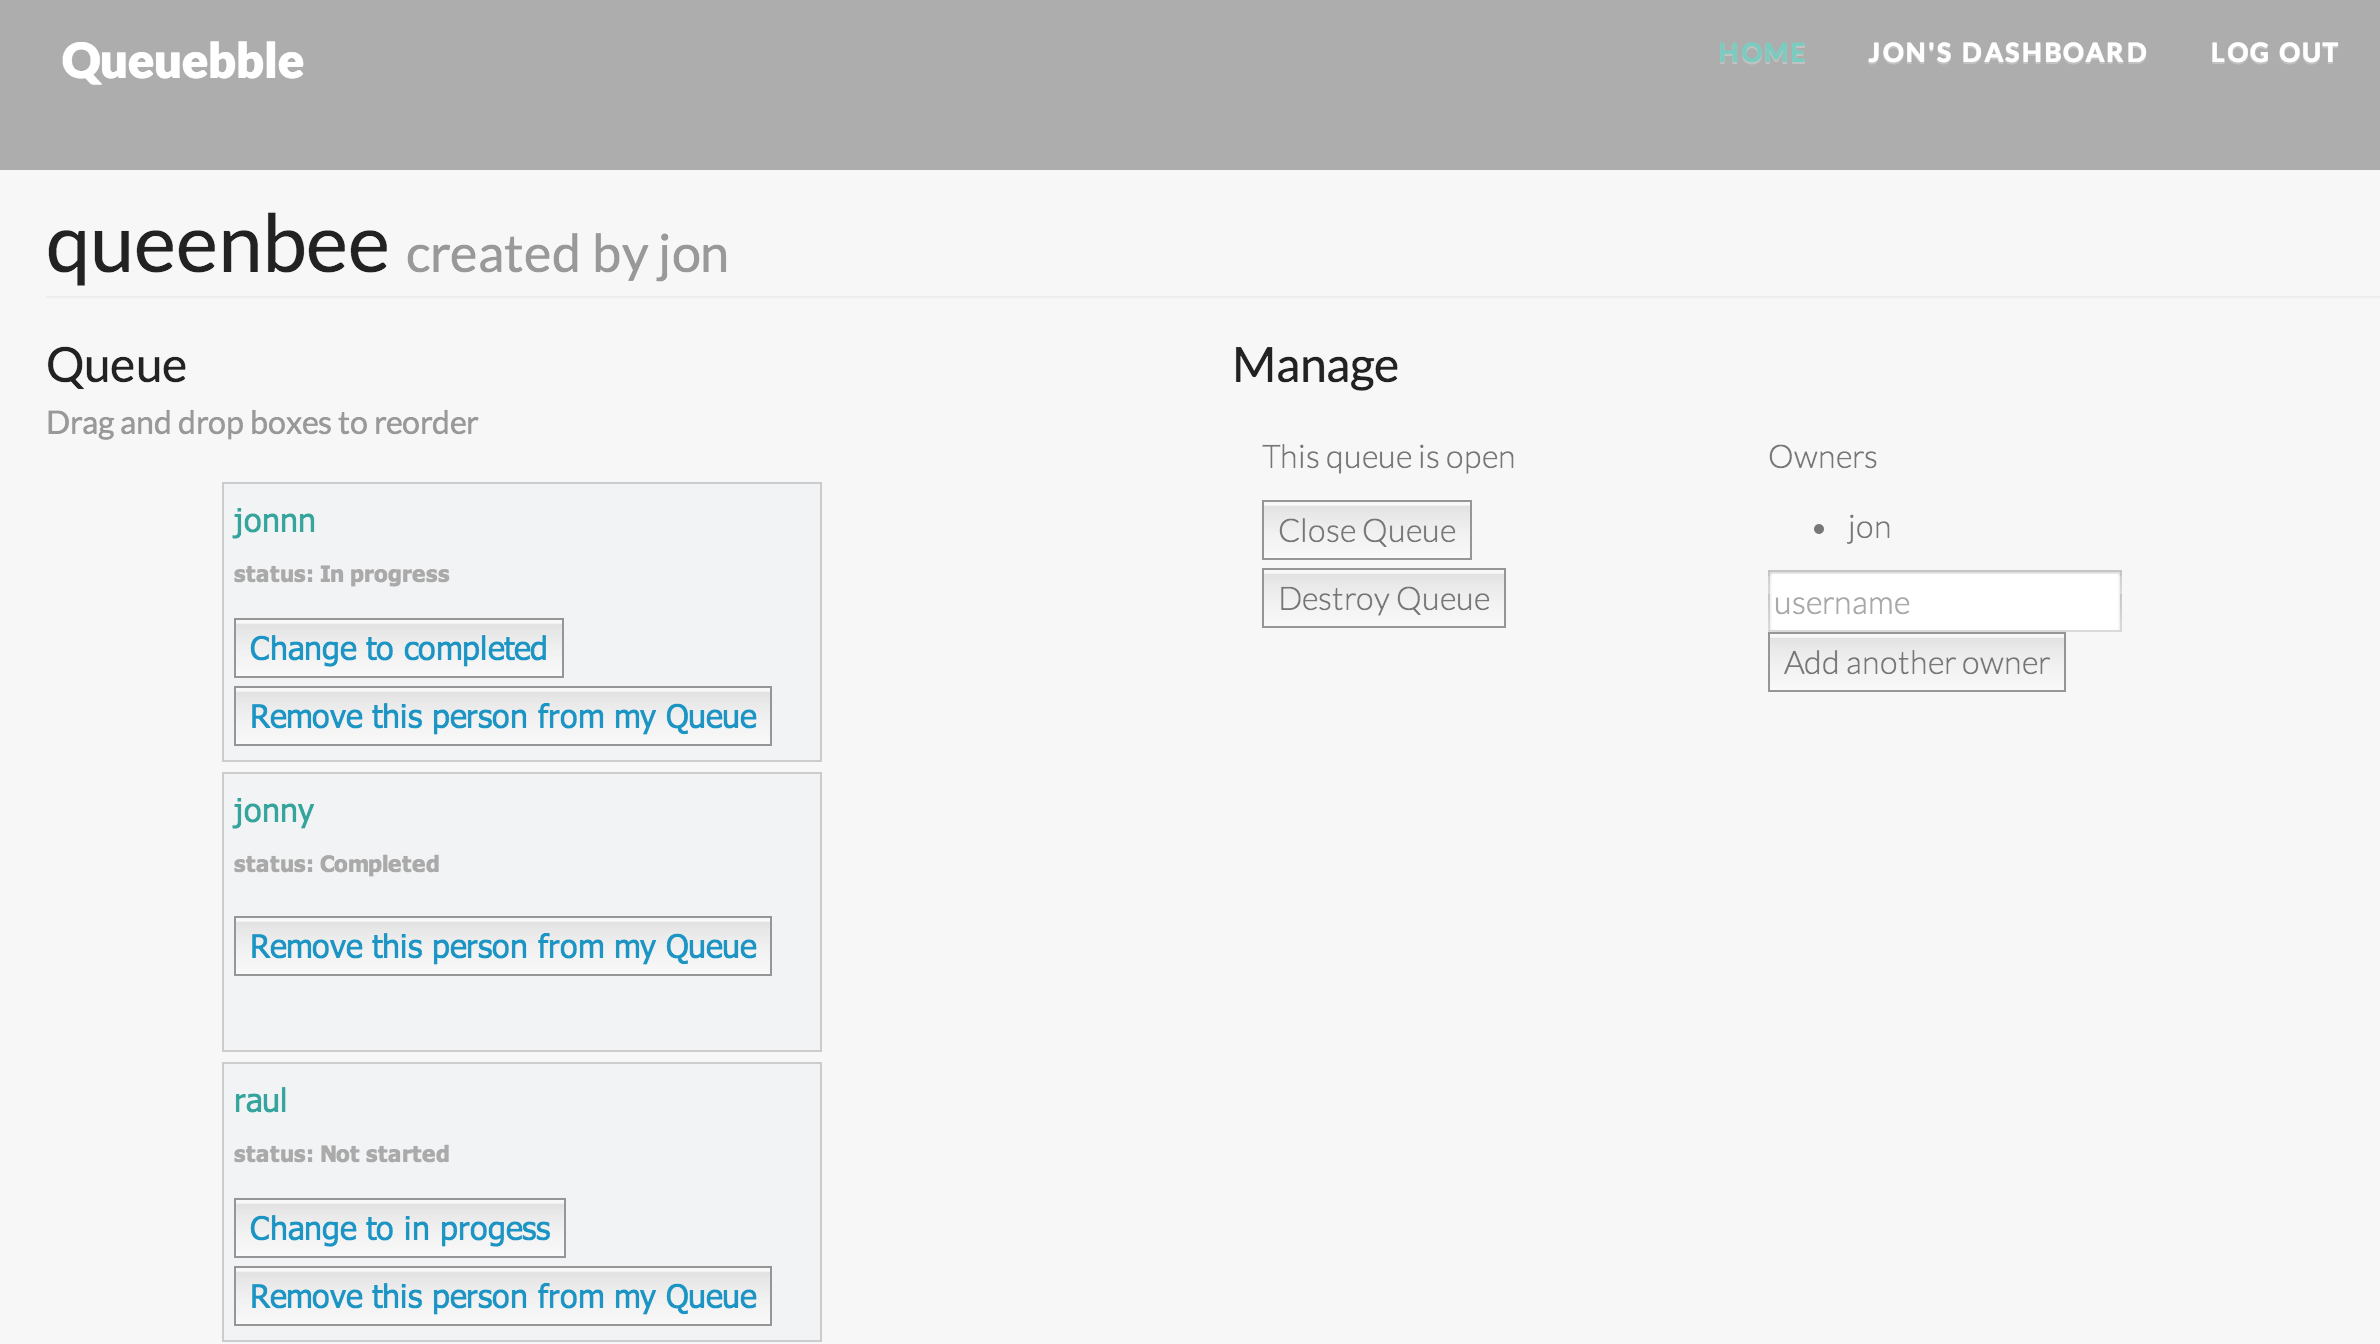 Queuebble
HOME JON'S DASHBOARD LOG OUT
queenbee created by jon
Queue
Drag and drop boxes to reorder
jonnn
status: In progress
Change to completed
Remove this person from my Queue
jonny
status: Completed
Remove this person from my Queue
raul
status: Not started
Change to in progess
Remove this person from my Queue
Manage
This queue is open
Close Queue
Destroy Queue
Owners
jon
username
Add another owner